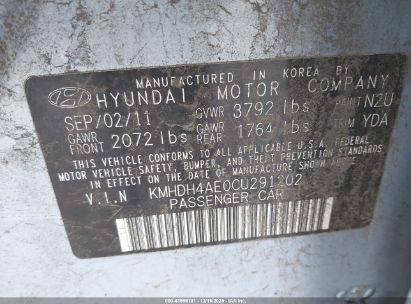 MANUFACTURED IN KOREA BY
HYUNDAI MOTOR COMPANY
SEP/02/11 GVWR 3792 lbs PAINT N2U
GAWR FRONT 2072 lbs GAWR REAR 1764 lbs TRIM YDA
THIS VEHICLE CONFORMS TO ALL APPLICABLE U.S.A FEDERAL
MOTOR VEHICLE SAFETY, BUMPER, AND THEFT PREVENTION
STANDARDS IN EFFECT ON THE DATE OF MANUFACTURE SHOWN ABOVE.
V.I.N KMHDH4AE0CU291202
PASSENGER CAR